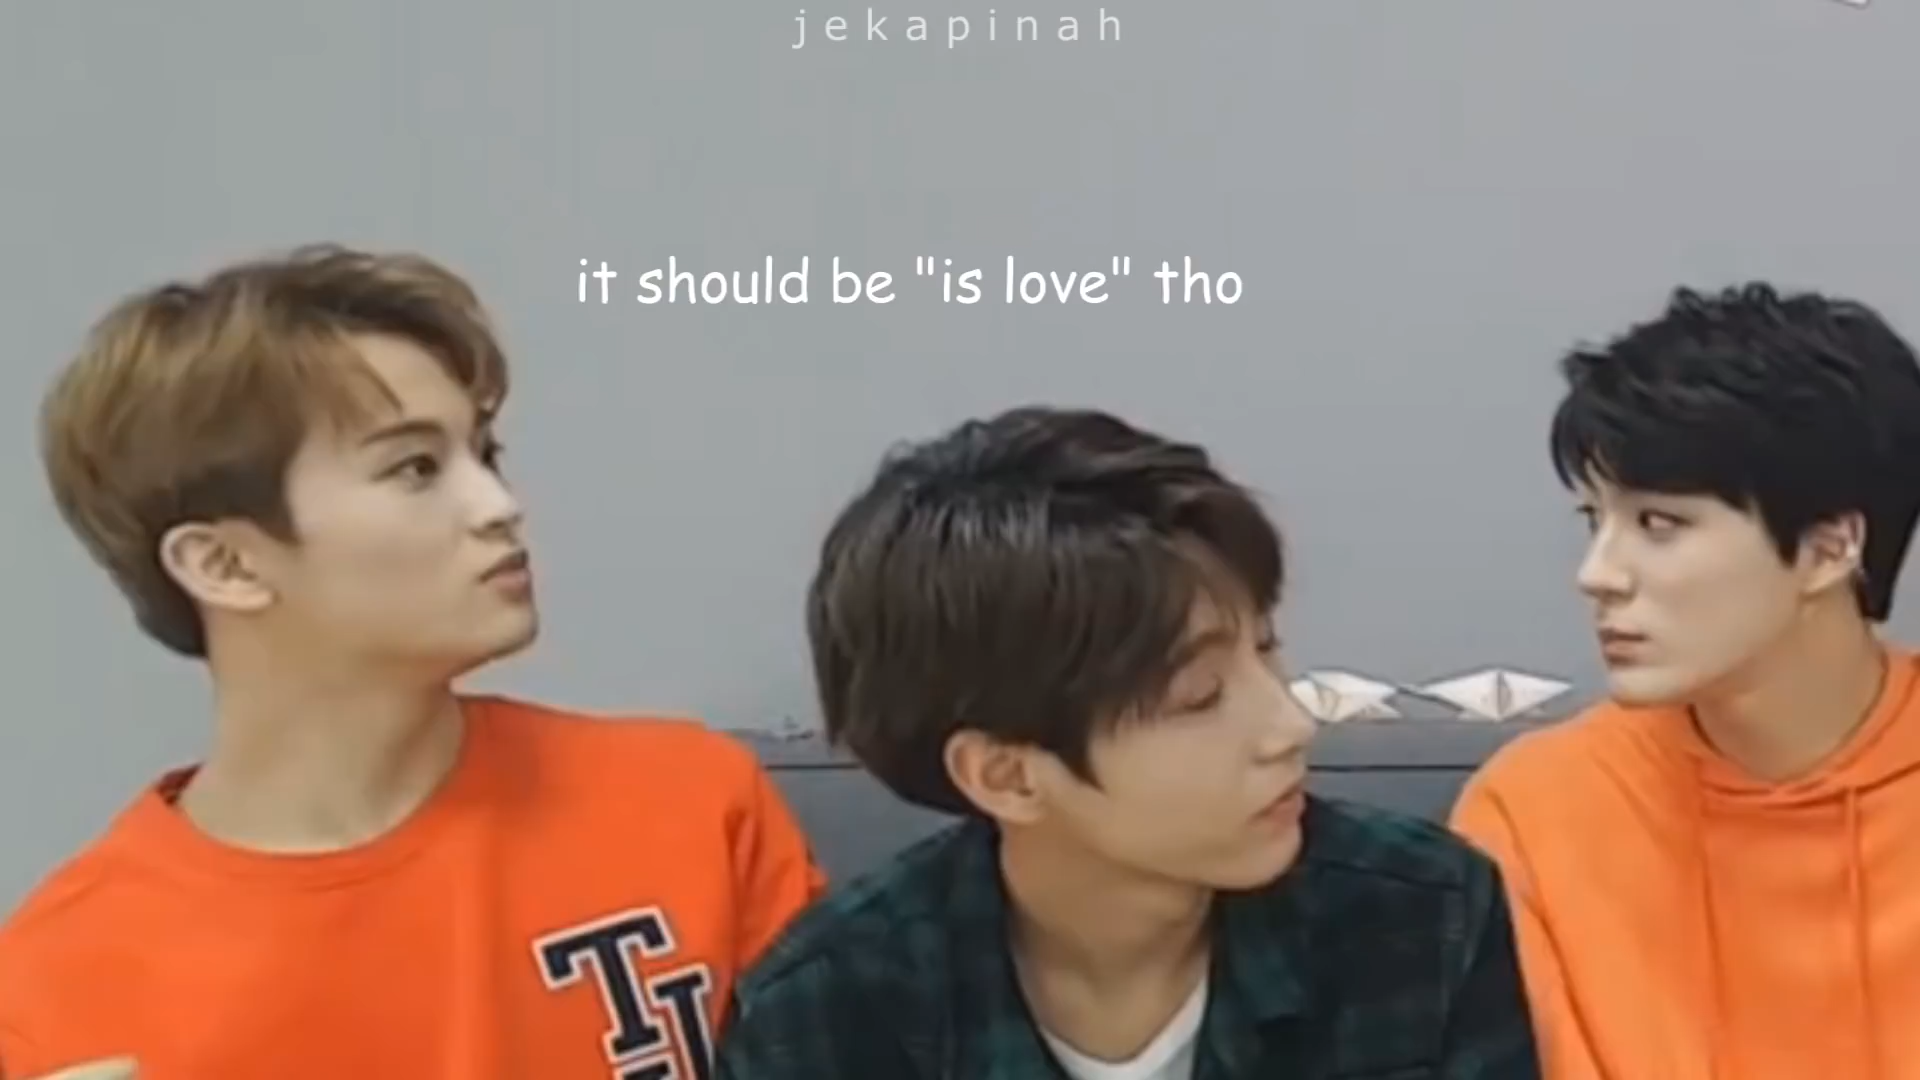 jekapinah
it should be "is love" tho